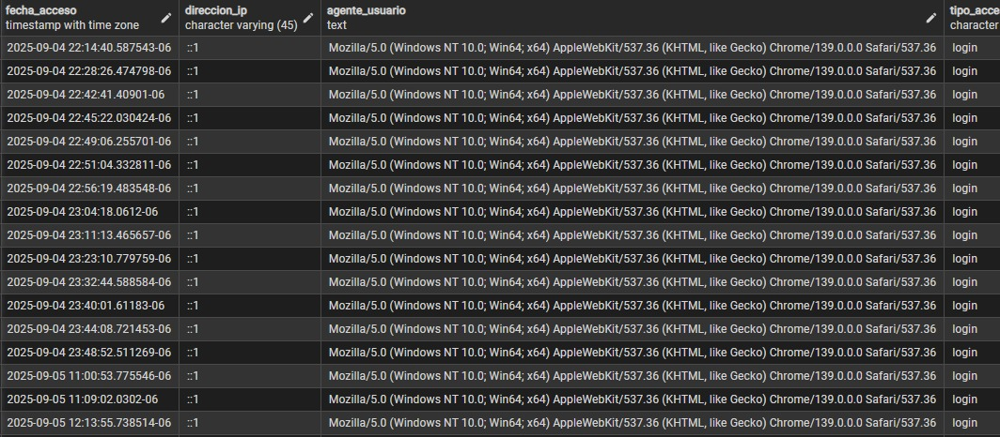 fecha_acceso direccion_ip agente_usuario tipo_acce
timestamp with time zone character varying (45) text character
2025-09-04 22:14:40.587543-06 ::1 Mozilla/5.0 (Windows NT 10.0; Win64; x64) AppleWebKit/537.36 (KHTML, like Gecko) Chrome/139.0.0.0 Safari/537.36 login
2025-09-04 22:28:26.474798-06 ::1 Mozilla/5.0 (Windows NT 10.0; Win64; x64) AppleWebKit/537.36 (KHTML, like Gecko) Chrome/139.0.0.0 Safari/537.36 login
2025-09-04 22:42:41.40901-06 ::1 Mozilla/5.0 (Windows NT 10.0; Win64; x64) AppleWebKit/537.36 (KHTML, like Gecko) Chrome/139.0.0.0 Safari/537.36 login
2025-09-04 22:45:22.030424-06 ::1 Mozilla/5.0 (Windows NT 10.0; Win64; x64) AppleWebKit/537.36 (KHTML, like Gecko) Chrome/139.0.0.0 Safari/537.36 login
2025-09-04 22:49:06.255701-06 ::1 Mozilla/5.0 (Windows NT 10.0; Win64; x64) AppleWebKit/537.36 (KHTML, like Gecko) Chrome/139.0.0.0 Safari/537.36 login
2025-09-04 22:51:04.332811-06 ::1 Mozilla/5.0 (Windows NT 10.0; Win64; x64) AppleWebKit/537.36 (KHTML, like Gecko) Chrome/139.0.0.0 Safari/537.36 login
2025-09-04 22:56:19.483548-06 ::1 Mozilla/5.0 (Windows NT 10.0; Win64; x64) AppleWebKit/537.36 (KHTML, like Gecko) Chrome/139.0.0.0 Safari/537.36 login
2025-09-04 23:04:18.0612-06 ::1 Mozilla/5.0 (Windows NT 10.0; Win64; x64) AppleWebKit/537.36 (KHTML, like Gecko) Chrome/139.0.0.0 Safari/537.36 login
2025-09-04 23:11:13.465657-06 ::1 Mozilla/5.0 (Windows NT 10.0; Win64; x64) AppleWebKit/537.36 (KHTML, like Gecko) Chrome/139.0.0.0 Safari/537.36 login
2025-09-04 23:23:10.779759-06 ::1 Mozilla/5.0 (Windows NT 10.0; Win64; x64) AppleWebKit/537.36 (KHTML, like Gecko) Chrome/139.0.0.0 Safari/537.36 login
2025-09-04 23:32:44.588584-06 ::1 Mozilla/5.0 (Windows NT 10.0; Win64; x64) AppleWebKit/537.36 (KHTML, like Gecko) Chrome/139.0.0.0 Safari/537.36 login
2025-09-04 23:40:01.61183-06 ::1 Mozilla/5.0 (Windows NT 10.0; Win64; x64) AppleWebKit/537.36 (KHTML, like Gecko) Chrome/139.0.0.0 Safari/537.36 login
2025-09-04 23:44:08.721453-06 ::1 Mozilla/5.0 (Windows NT 10.0; Win64; x64) AppleWebKit/537.36 (KHTML, like Gecko) Chrome/139.0.0.0 Safari/537.36 login
2025-09-04 23:48:52.511269-06 ::1 Mozilla/5.0 (Windows NT 10.0; Win64; x64) AppleWebKit/537.36 (KHTML, like Gecko) Chrome/139.0.0.0 Safari/537.36 login
2025-09-05 11:00:53.775546-06 ::1 Mozilla/5.0 (Windows NT 10.0; Win64; x64) AppleWebKit/537.36 (KHTML, like Gecko) Chrome/139.0.0.0 Safari/537.36 login
2025-09-05 11:09:02.0302-06 ::1 Mozilla/5.0 (Windows NT 10.0; Win64; x64) AppleWebKit/537.36 (KHTML, like Gecko) Chrome/139.0.0.0 Safari/537.36 login
2025-09-05 12:13:55.738514-06 ::1 Mozilla/5.0 (Windows NT 10.0; Win64; x64) AppleWebKit/537.36 (KHTML, like Gecko) Chrome/139.0.0.0 Safari/537.36 login